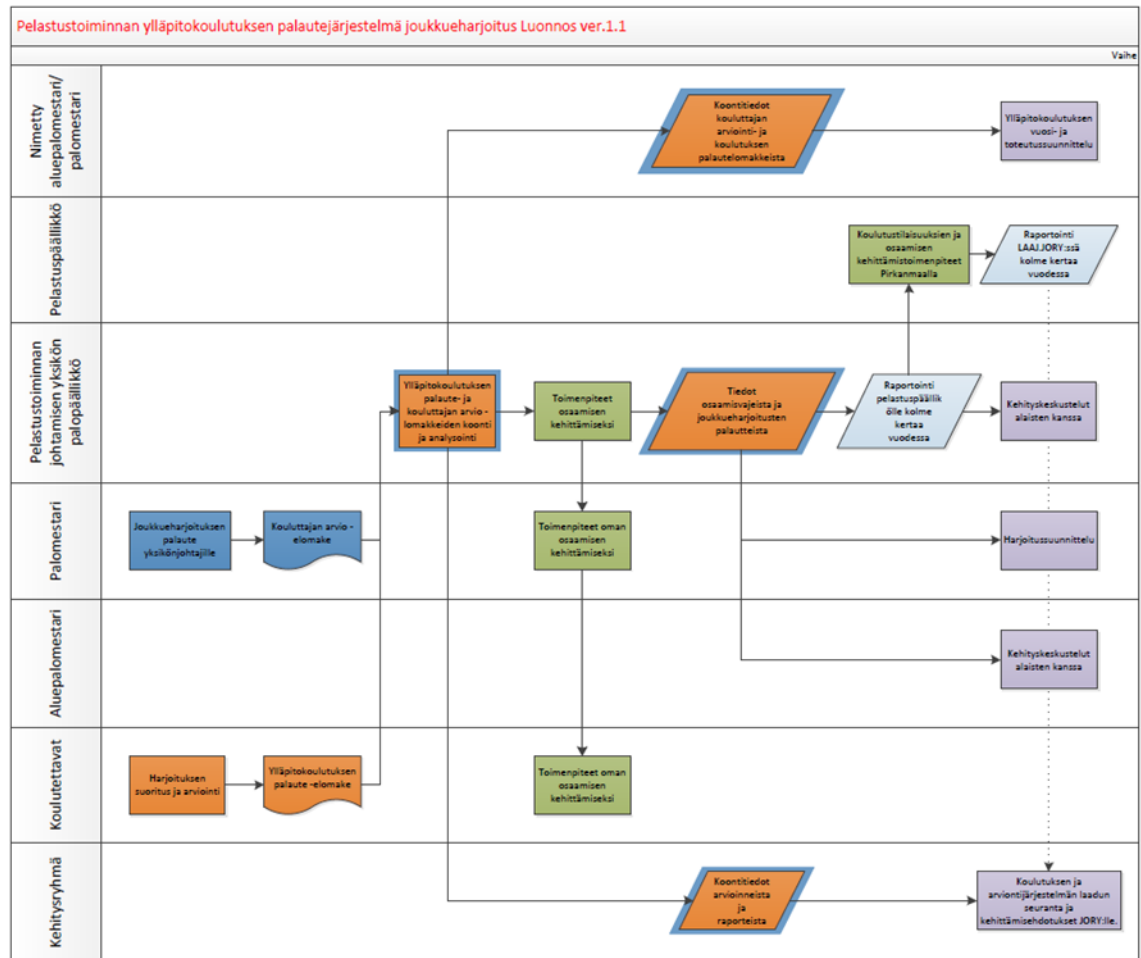 Pelastustoiminnan ylläpitokoulutuksen palautejärjestelmä joukkueharjoitus Luonnos ver.1.1
Vaihe
Nimetty
aluepalomestari/
palomestari
Koontitiedot
kouluttajan
arviointi- ja
koulutuksen
palautelomakkeista
Ylläpitokoulutuksen
vuosi- ja
toteutussuunnittelu
Pelastuspäällikkö
Koulutustilaisuuksien ja
osaamisen
kehittämistoimenpiteet
Pirkanmaalla
Raportointi
LAAJ.JORY:ssä
kolme kertaa
vuodessa
Pelastustoiminnan
johtamisen yksikön
palopäällikkö
Ylläpitokoulutuksen
palaute- ja
kouluttajan arvio -
lomakkeiden koonti
ja analysointi
Toimenpiteet
osaamisen
kehittämiseksi
Tiedot
osaamisvajeista ja
joukkueharjoitusten
palautteista
Raportointi
pelastuspäällik
ölle kolme
kertaa
vuodessa
Kehityskeskustelut
alaisten kanssa
Palomestari
Joukkueharjoituksen
palaute
yksikönjohtajille
Kouluttajan arvio -
elomake
Toimenpiteet oman
osaamisen
kehittämiseksi
Harjoitussuunnittelu
Aluepalomestari
Kehityskeskustelut
alaisten kanssa
Koulutettavat
Harjoituksen
suoritus ja arviointi
Ylläpitokoulutuksen
palaute -elomake
Toimenpiteet oman
osaamisen
kehittämiseksi
Kehitysryhmä
Koontitiedot
arvioinneista
ja
raporteista
Koulutuksen ja
arviontijärjestelmän laadun
seuranta ja
kehittämisehdotukset JORY:lle.